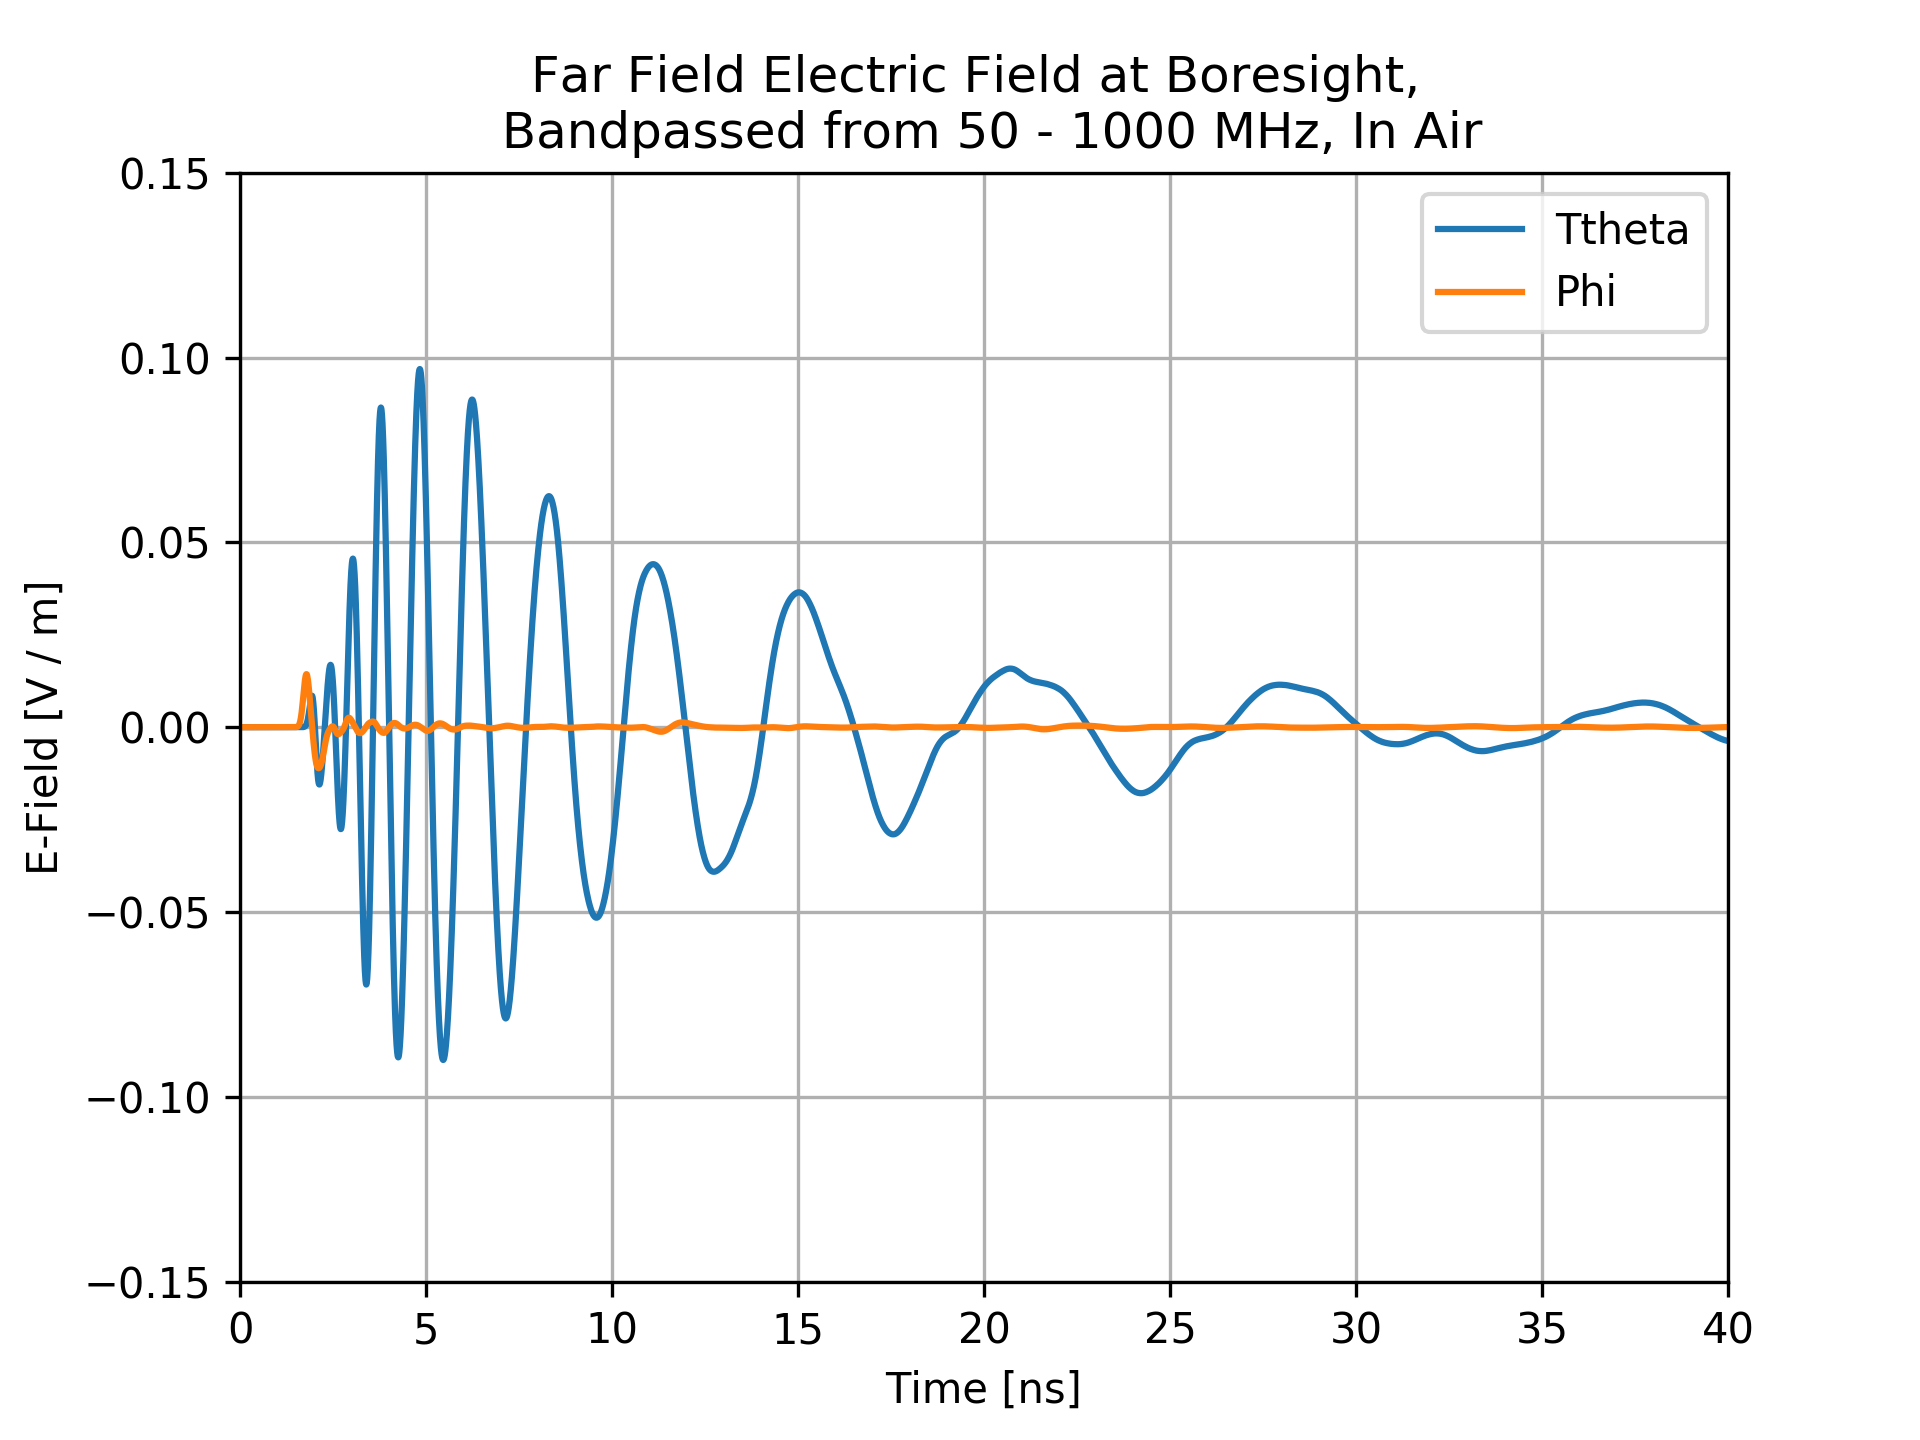 Far Field Electric Field at Boresight,
Bandpassed from 50 - 1000 MHz, In Air
0.15
0.10
0.05
0.00
−0.05
−0.10
−0.15
E-Field [V / m]
Ttheta
Phi
0 5 10 15 20 25 30 35 40
Time [ns]